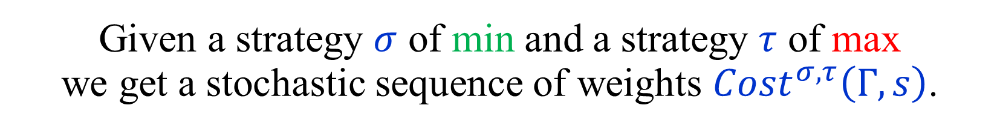 Given a strategy σ of min and a strategy τ of max
we get a stochastic sequence of weights Cost^{σ,τ}(Γ, s).